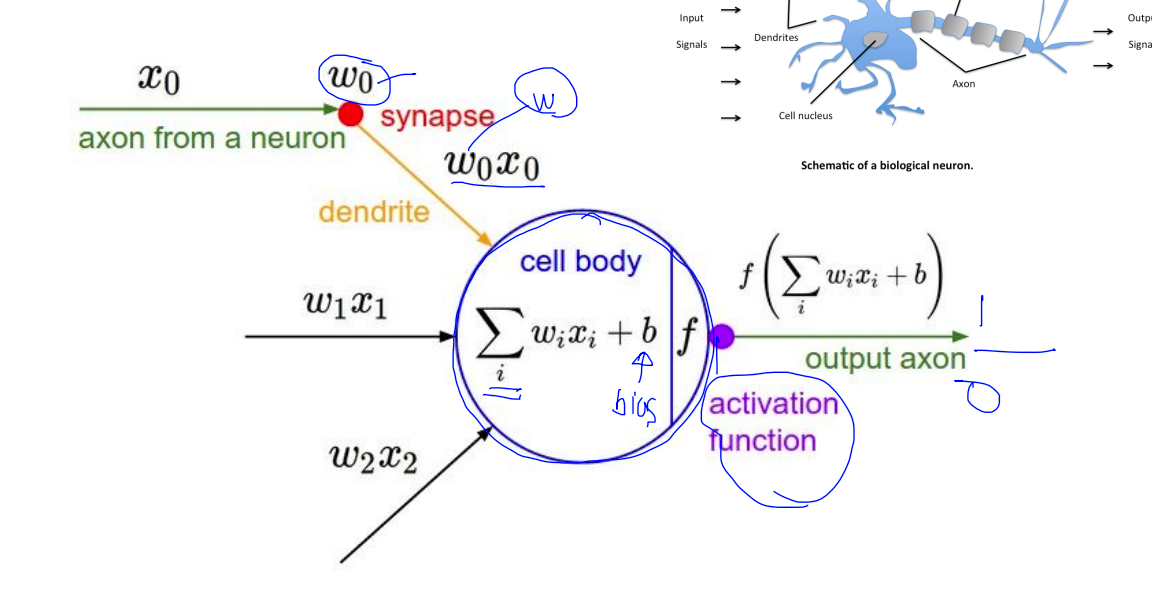 Input
Signals
Dendrites
Axon
Cell nucleus
Schematic of a biological neuron.
x₀
w₀
axon from a neuron
synapse
w
w₀x₀
dendrite
cell body
f(∑ᵢ wᵢxᵢ + b)
w₁x₁
∑ᵢ wᵢxᵢ + b
f
1
output axon
0
bias
activation
function
w₂x₂